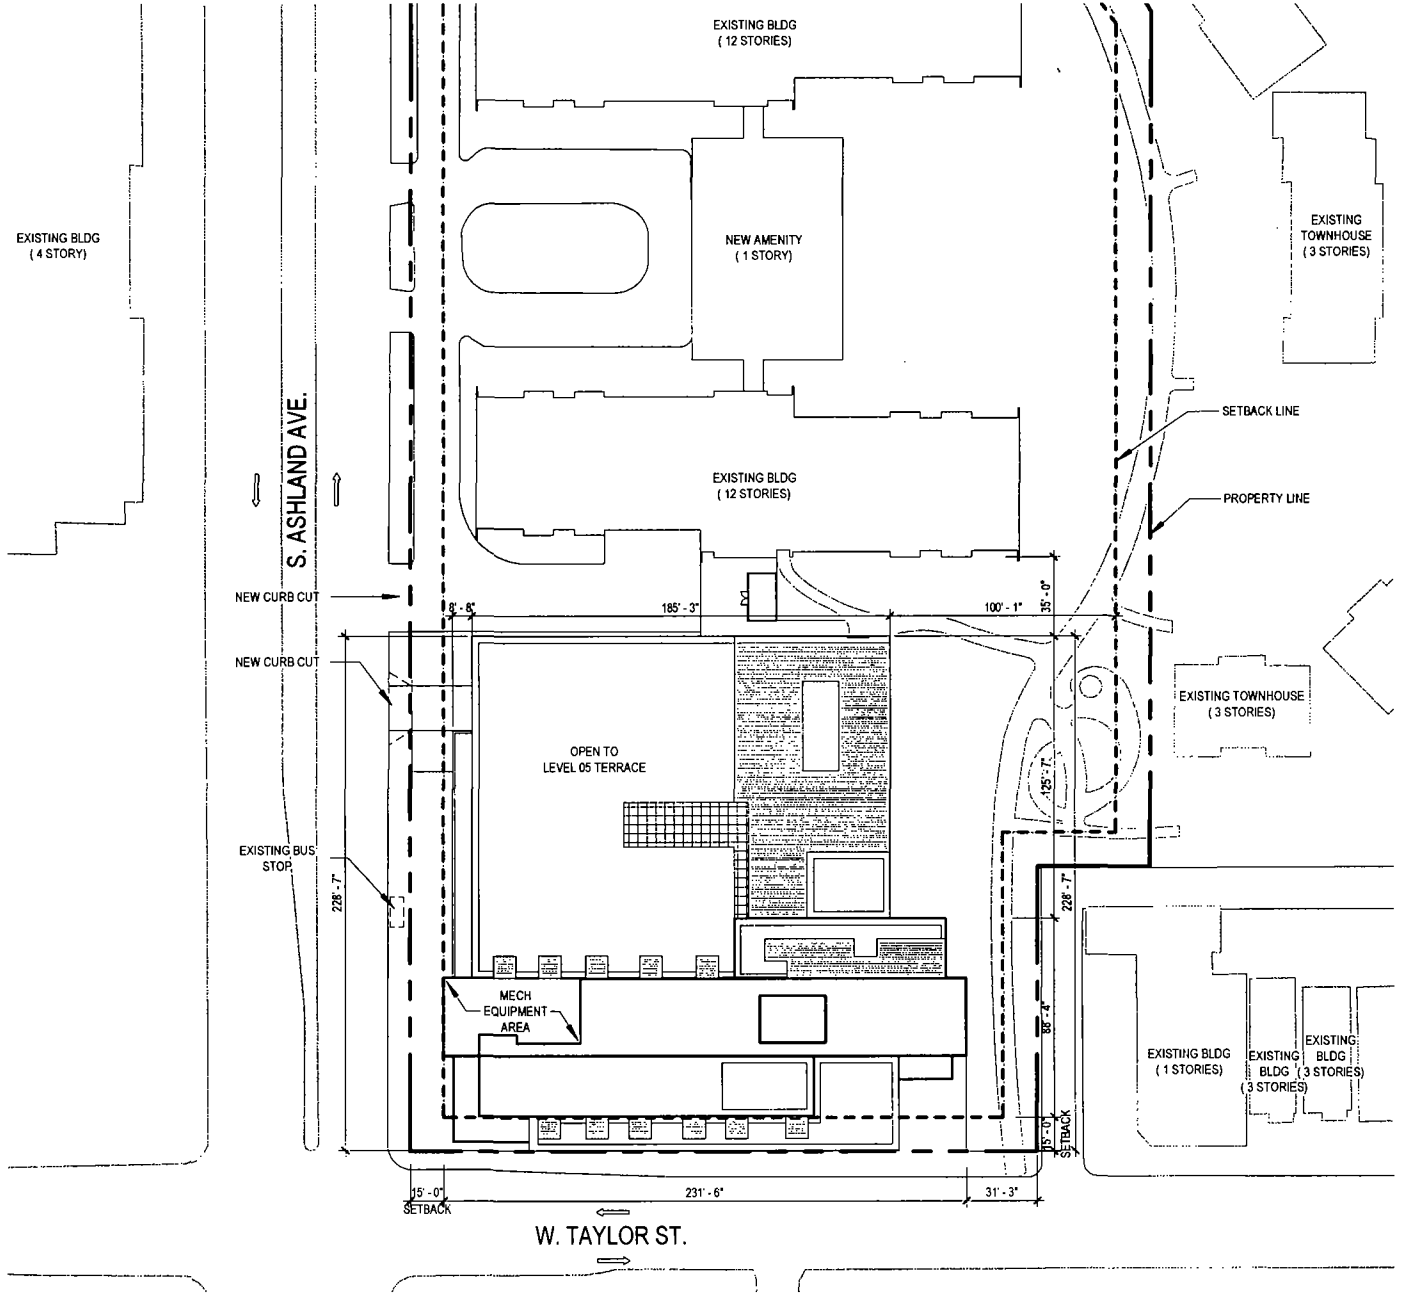 EXISTING BLDG
( 12 STORIES)
EXISTING BLDG
( 4 STORY)
NEW AMENITY
( 1 STORY)
EXISTING
TOWNHOUSE
( 3 STORIES)
S. ASHLAND AVE.
SETBACK LINE
EXISTING BLDG
( 12 STORIES)
PROPERTY LINE
NEW CURB CUT
8' - 8"
185' - 3"
100' - 1"
35' - 0"
NEW CURB CUT
EXISTING TOWNHOUSE
( 3 STORIES)
OPEN TO
LEVEL 05 TERRACE
125' - 7"
EXISTING BUS
STOP
228' - 7"
228' - 7"
MECH
EQUIPMENT
AREA
88' - 4"
EXISTING BLDG
( 1 STORIES)
EXISTING
BLDG
( 3 STORIES)
EXISTING
BLDG
( 3 STORIES)
15' - 0"
SETBACK
15' - 0"
SETBACK
231' - 6"
31' - 3"
W. TAYLOR ST.